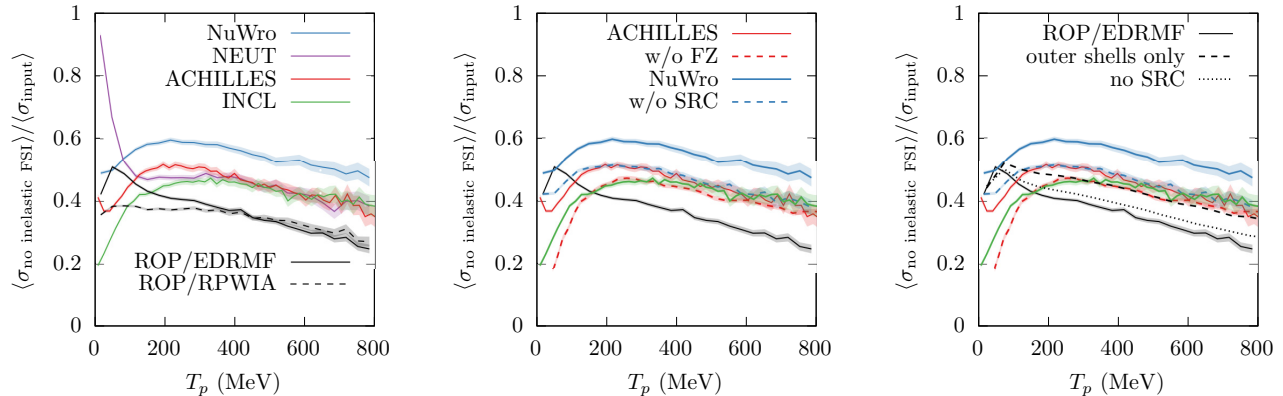 ⟨σno inelastic FSI⟩/⟨σinput⟩
1
0.8
0.6
0.4
0.2
0
NuWro
NEUT
ACHILLES
INCL
ROP/EDRMF
ROP/RPWIA
0 200 400 600 800
Tp (MeV)
⟨σno inelastic FSI⟩/⟨σinput⟩
1
0.8
0.6
0.4
0.2
0
ACHILLES
w/o FZ
NuWro
w/o SRC
0 200 400 600 800
Tp (MeV)
⟨σno inelastic FSI⟩/⟨σinput⟩
1
0.8
0.6
0.4
0.2
0
ROP/EDRMF
outer shells only
no SRC
0 200 400 600 800
Tp (MeV)